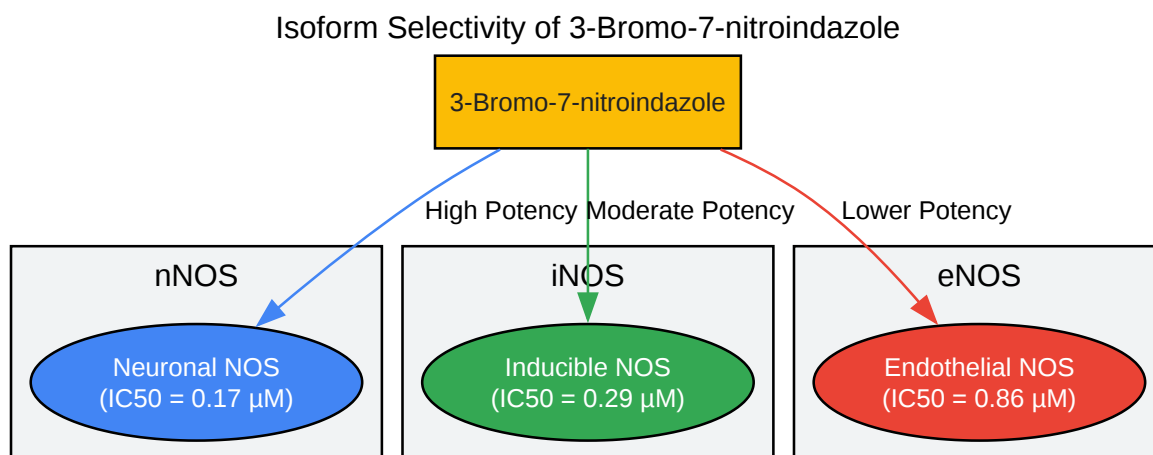 Isoform Selectivity of 3-Bromo-7-nitroindazole
3-Bromo-7-nitroindazole
High Potency
Moderate Potency
Lower Potency
nNOS
iNOS
eNOS
Neuronal NOS
(IC50 = 0.17 µM)
Inducible NOS
(IC50 = 0.29 µM)
Endothelial NOS
(IC50 = 0.86 µM)